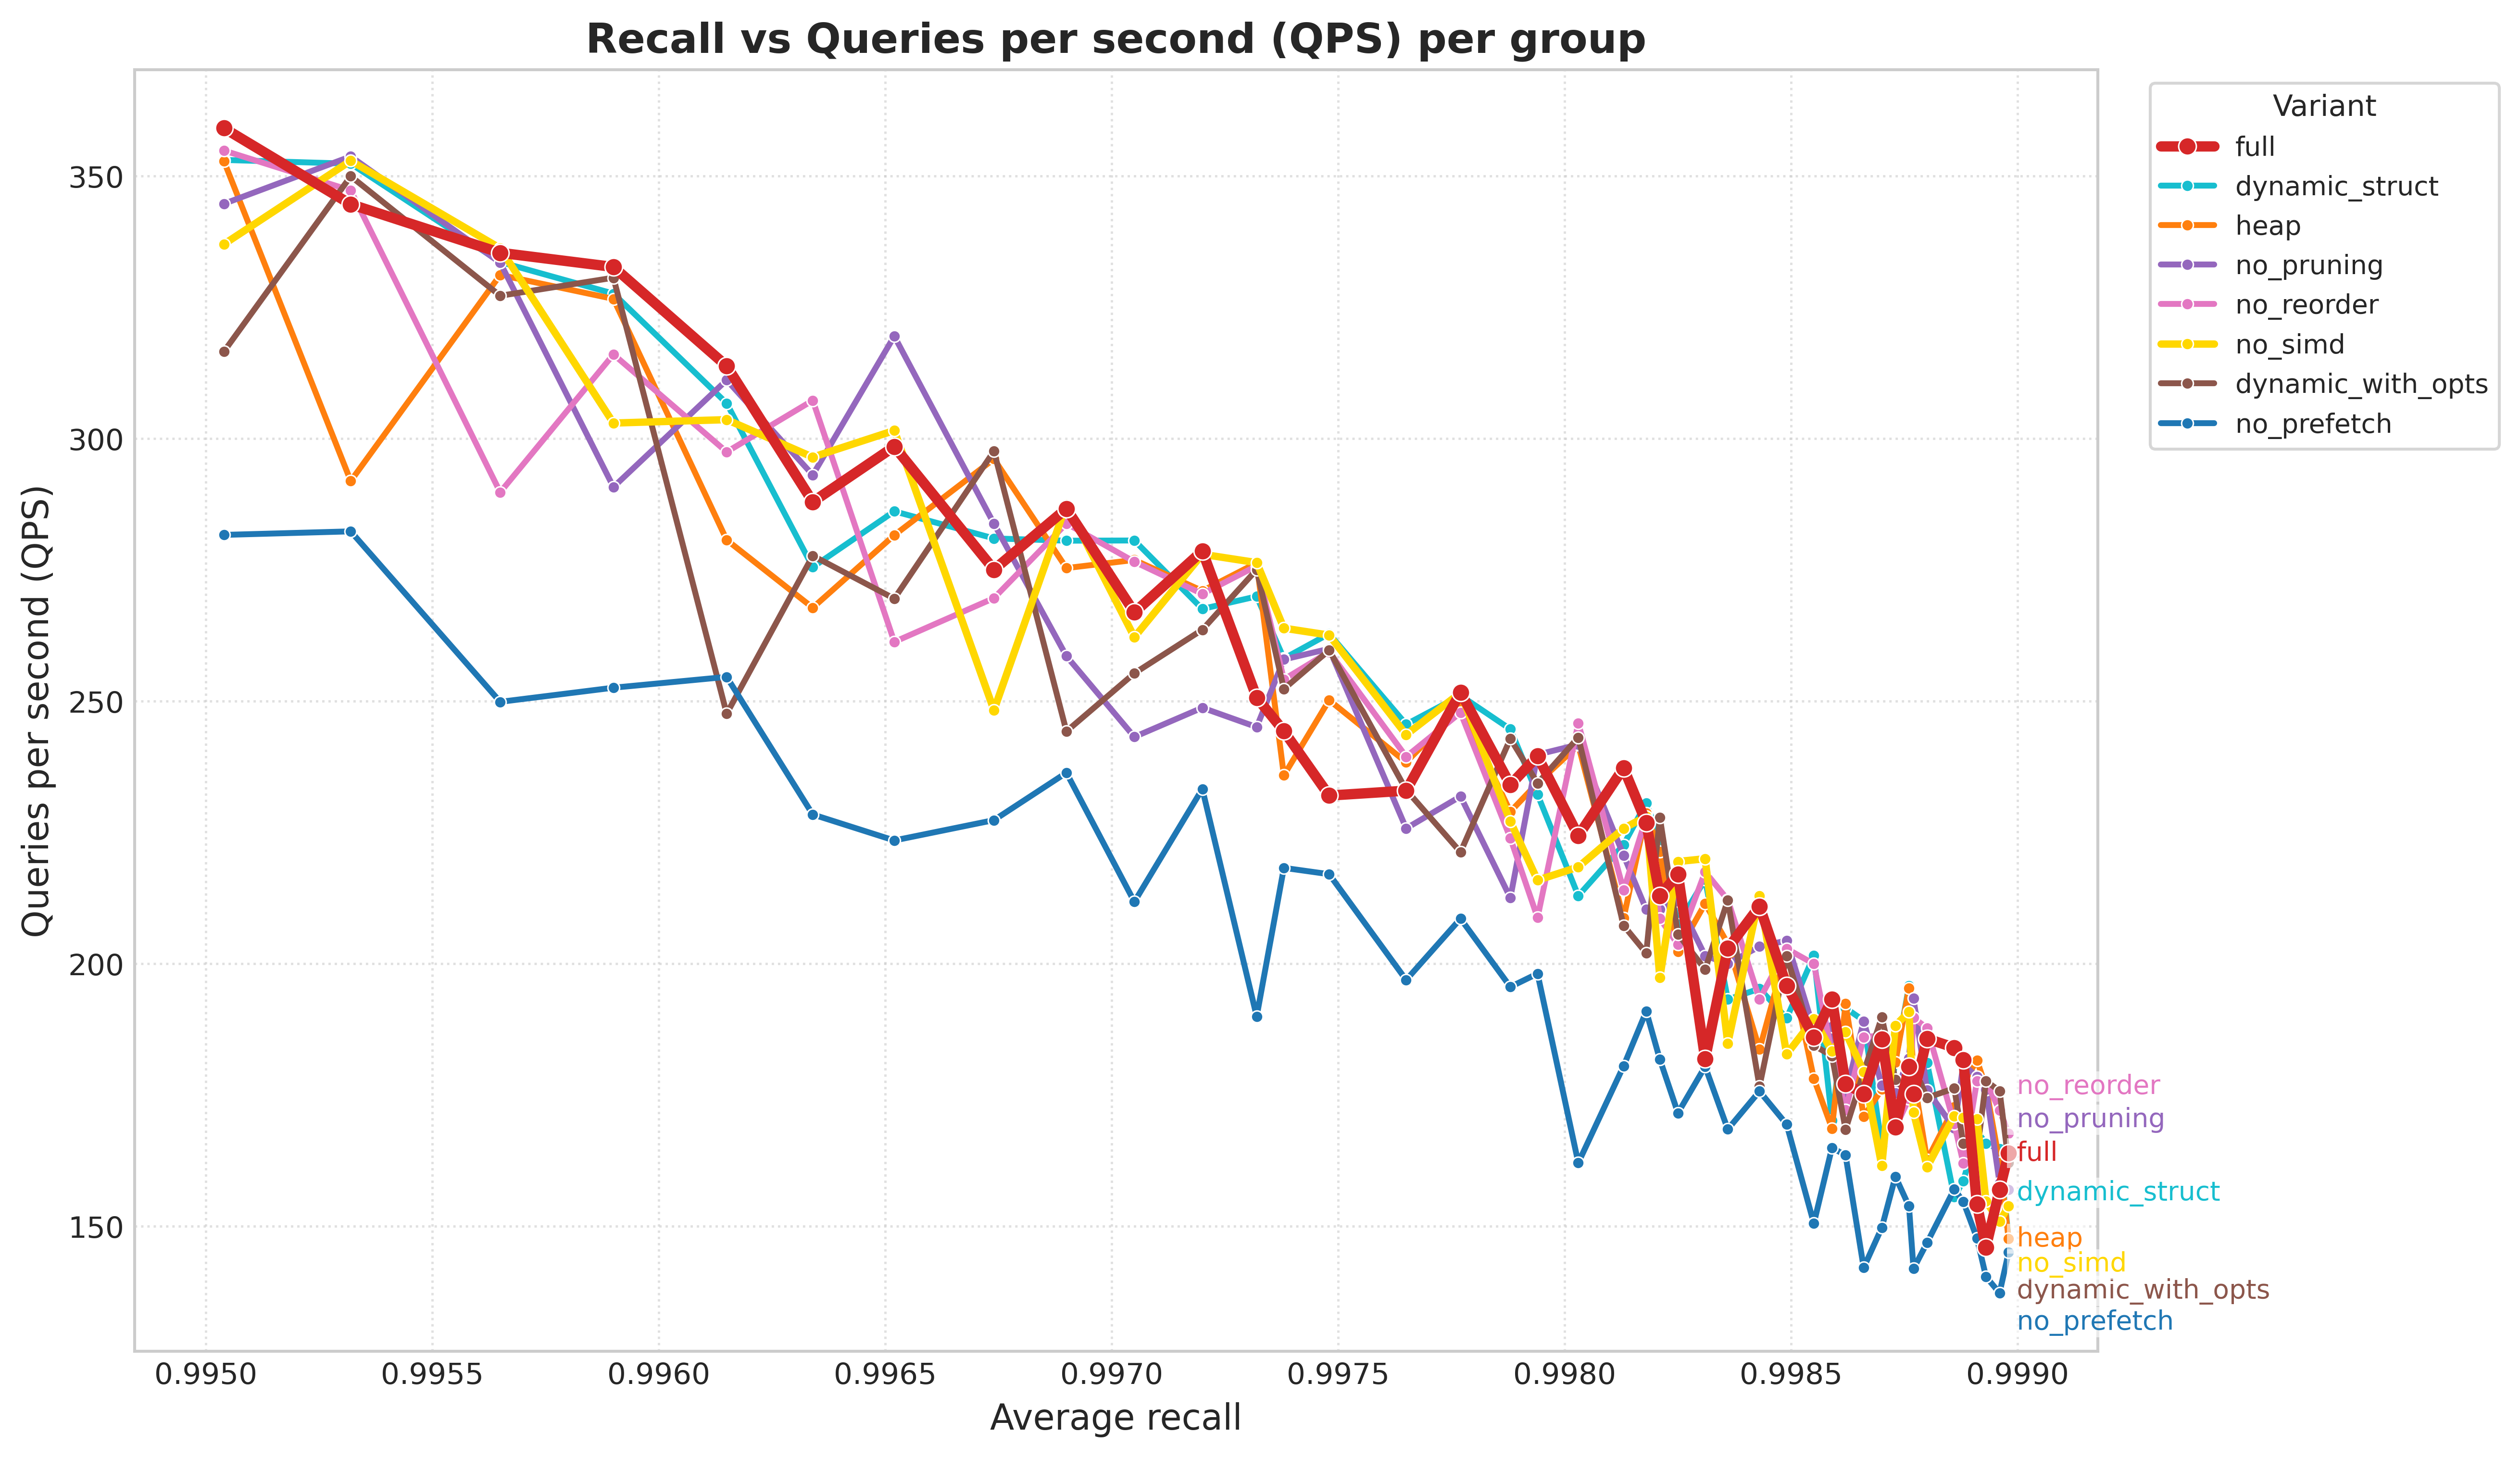 Recall vs Queries per second (QPS) per group
Variant
full
dynamic_struct
heap
no_pruning
no_reorder
no_simd
dynamic_with_opts
no_prefetch
Queries per second (QPS)
350
300
250
200
150
no_reorder
no_pruning
full
dynamic_struct
heap
no_simd
dynamic_with_opts
no_prefetch
0.9950 0.9955 0.9960 0.9965 0.9970 0.9975 0.9980 0.9985 0.9990
Average recall